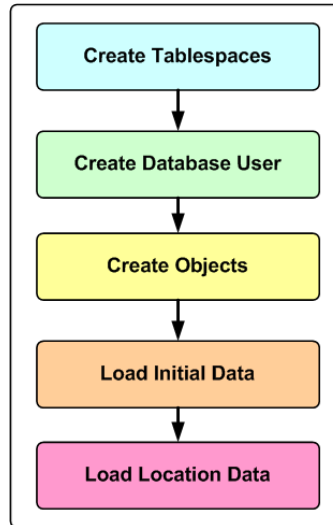 Create Tablespaces
Create Database User
Create Objects
Load Initial Data
Load Location Data